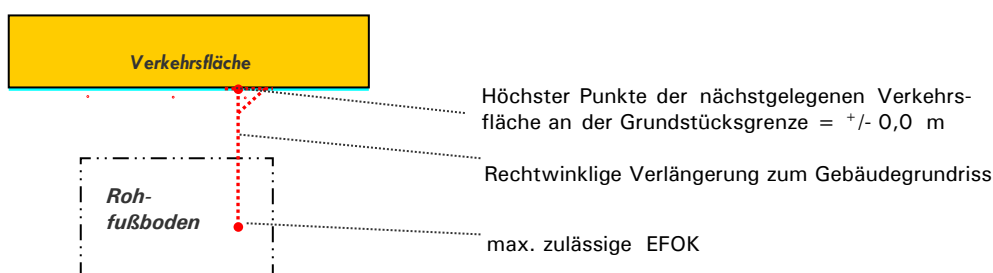 Verkehrsfläche
Höchster Punkte der nächstgelegenen Verkehrs-
fläche an der Grundstücksgrenze = +/- 0,0 m
Rechtwinklige Verlängerung zum Gebäudegrundriss
Roh-
fußboden
max. zulässige EFOK